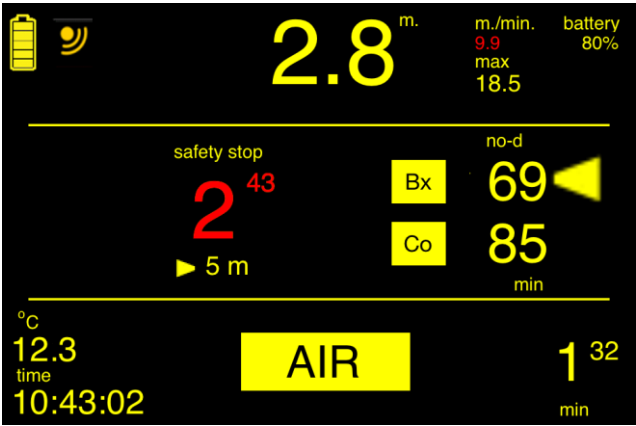 2.8 m.
m./min.
9.9
max
18.5
battery
80%
safety stop
2 43
5 m
no-d
Bx 69
Co 85
min
°C
12.3
time
10:43:02
AIR
1 32
min